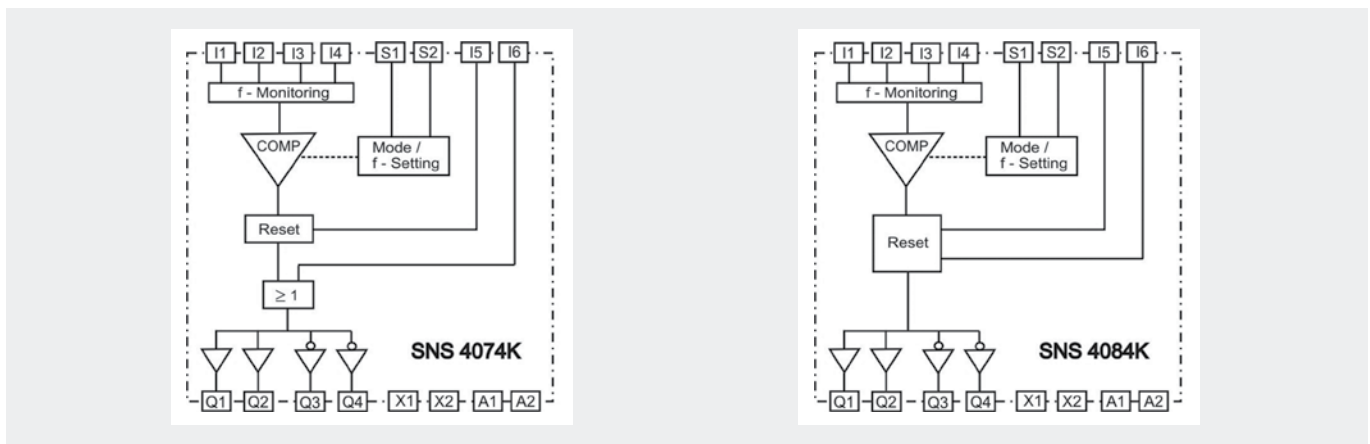 I1 I2 I3 I4 S1 S2 I5 I6
f - Monitoring
COMP
Mode /
f - Setting
Reset
≥ 1
SNS 4074K
Q1 Q2 Q3 Q4 X1 X2 A1 A2
I1 I2 I3 I4 S1 S2 I5 I6
f - Monitoring
COMP
Mode /
f - Setting
Reset
SNS 4084K
Q1 Q2 Q3 Q4 X1 X2 A1 A2